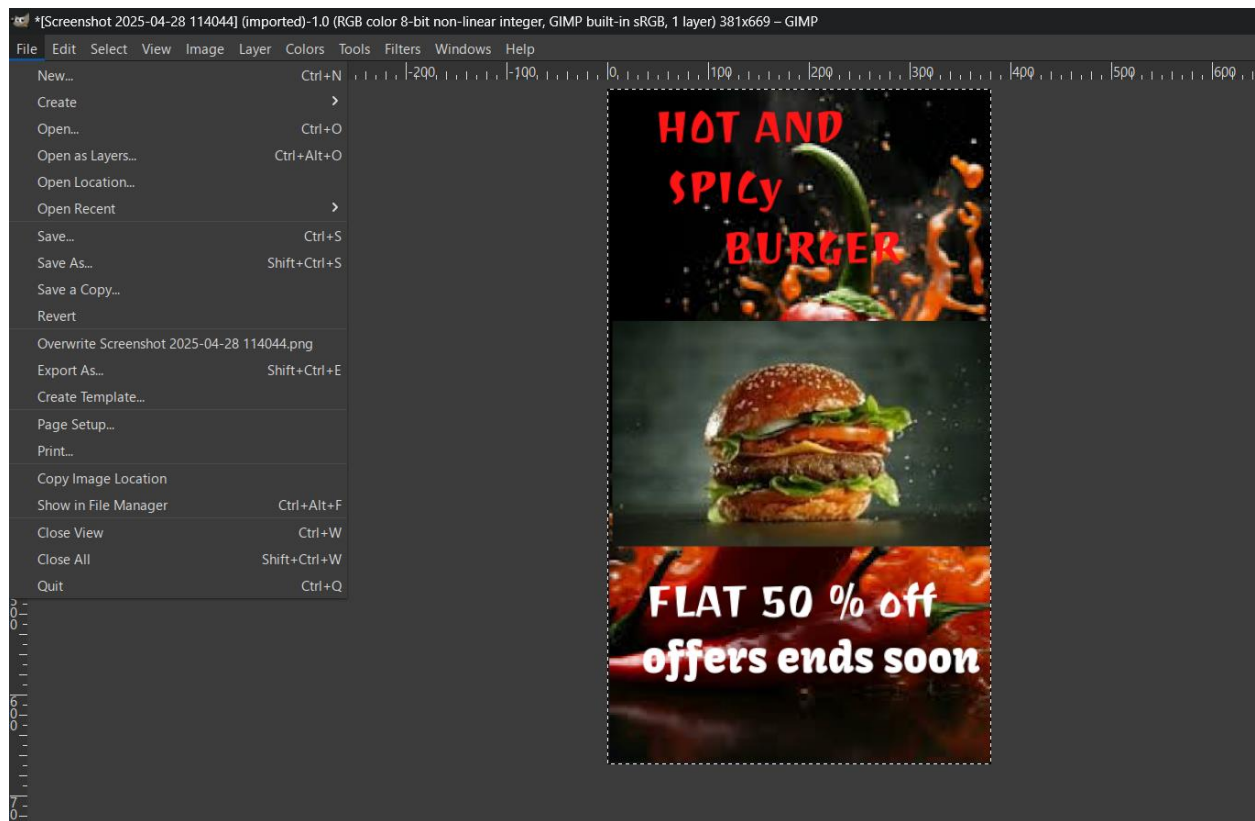 *[Screenshot 2025-04-28 114044] (imported)-1.0 (RGB color 8-bit non-linear integer, GIMP built-in sRGB, 1 layer) 381x669 – GIMP
File Edit Select View Image Layer Colors Tools Filters Windows Help
-200 -100 0 100 200 300 400 500 600
New... Ctrl+N
Create >
Open... Ctrl+O
Open as Layers... Ctrl+Alt+O
Open Location...
Open Recent >
Save... Ctrl+S
Save As... Shift+Ctrl+S
Save a Copy...
Revert
Overwrite Screenshot 2025-04-28 114044.png
Export As... Shift+Ctrl+E
Create Template...
Page Setup...
Print...
Copy Image Location
Show in File Manager Ctrl+Alt+F
Close View Ctrl+W
Close All Shift+Ctrl+W
Quit Ctrl+Q
HOT AND
SPICy
BURGER
FLAT 50 % off
offers ends soon
600